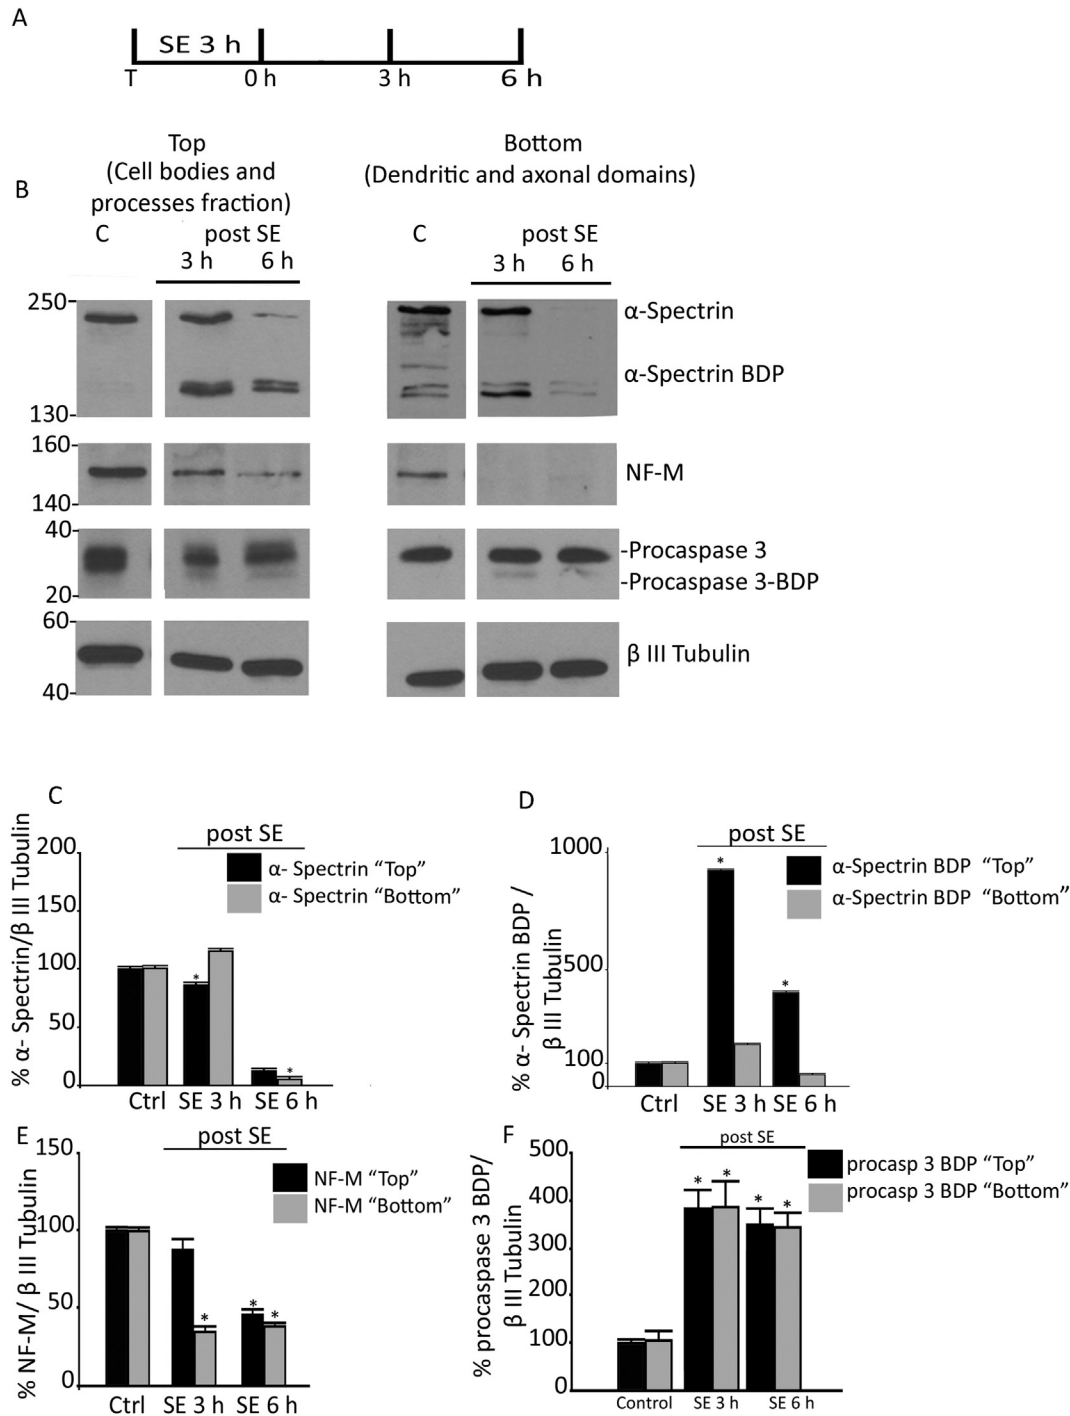 A
SE 3 h
T 0 h 3 h 6 h
Top
(Cell bodies and
processes fraction)
Bottom
(Dendritic and axonal domains)
B
C post SE
3 h 6 h
C post SE
3 h 6 h
250-
α-Spectrin
α-Spectrin BDP
130-
160-
NF-M
140-
40-
-Procaspase 3
-Procaspase 3-BDP
20-
60-
β III Tubulin
40-
C
post SE
% α- Spectrin/β III Tubulin
200
150
100
50
0
α- Spectrin “Top”
α- Spectrin “Bottom”
*
*
Ctrl SE 3 h SE 6 h
D
post SE
% α- Spectrin BDP /
β III Tubulin
1000
500
100
0
α-Spectrin BDP “Top”
α-Spectrin BDP “Bottom”
*
*
Ctrl SE 3 h SE 6 h
E
post SE
% NF-M/ β III Tubulin
150
100
50
0
NF-M “Top”
NF-M “Bottom”
*
* *
Ctrl SE 3 h SE 6 h
F
post SE
% procaspase 3 BDP/
β III Tubulin
500
400
300
200
100
0
procasp 3 BDP “Top”
procasp 3 BDP “Bottom”
* *
* *
Control SE 3 h SE 6 h